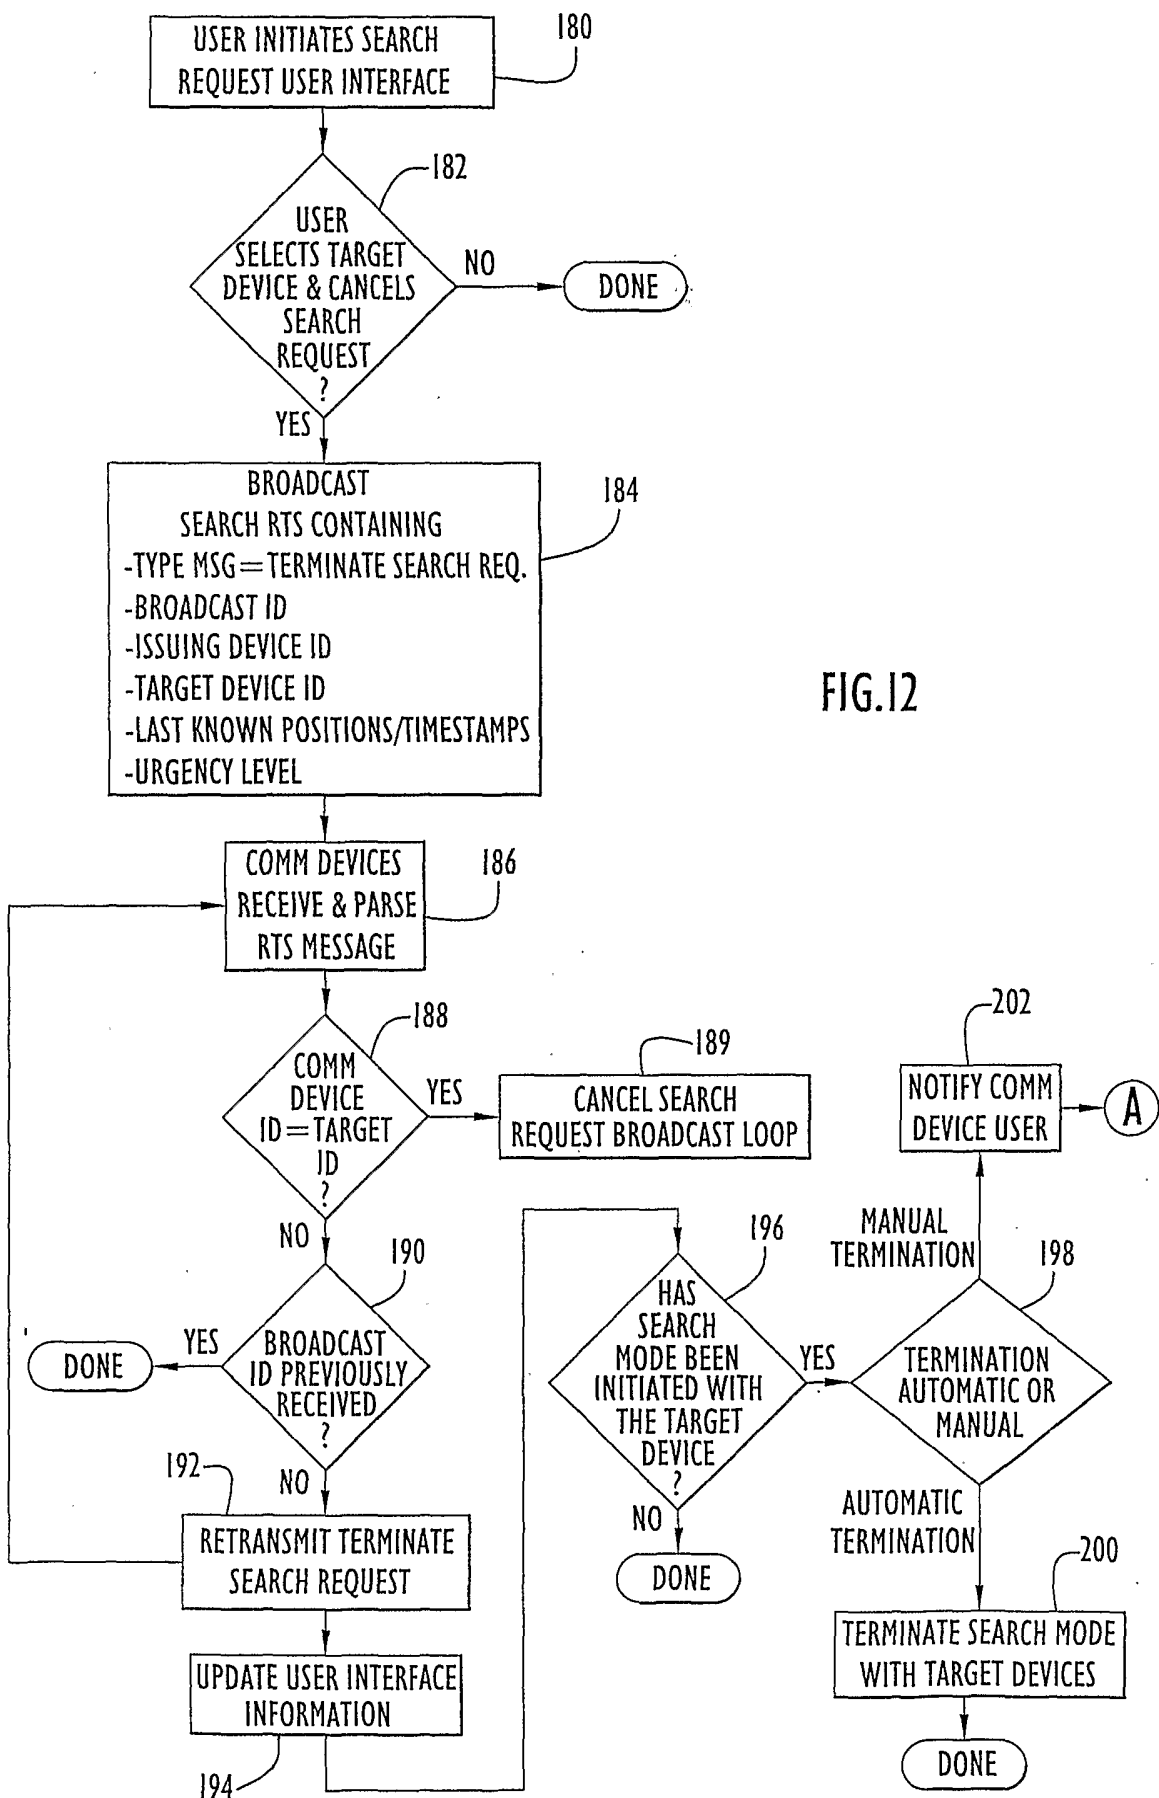 USER INITIATES SEARCH
REQUEST USER INTERFACE
180
182
USER
SELECTS TARGET
DEVICE & CANCELS
SEARCH
REQUEST
?
NO
DONE
YES
BROADCAST
SEARCH RTS CONTAINING
-TYPE MSG=TERMINATE SEARCH REQ.
-BROADCAST ID
-ISSUING DEVICE ID
-TARGET DEVICE ID
-LAST KNOWN POSITIONS/TIMESTAMPS
-URGENCY LEVEL
184
FIG.12
COMM DEVICES
RECEIVE & PARSE
RTS MESSAGE
186
188
COMM
DEVICE
ID=TARGET
ID
?
YES
189
CANCEL SEARCH
REQUEST BROADCAST LOOP
NO
190
BROADCAST
ID PREVIOUSLY
RECEIVED
?
YES
DONE
NO
192
RETRANSMIT TERMINATE
SEARCH REQUEST
UPDATE USER INTERFACE
INFORMATION
194
196
HAS
SEARCH
MODE BEEN
INITIATED WITH
THE TARGET
DEVICE
?
NO
DONE
YES
198
TERMINATION
AUTOMATIC OR
MANUAL
MANUAL
TERMINATION
202
NOTIFY COMM
DEVICE USER
A
AUTOMATIC
TERMINATION
200
TERMINATE SEARCH MODE
WITH TARGET DEVICES
DONE